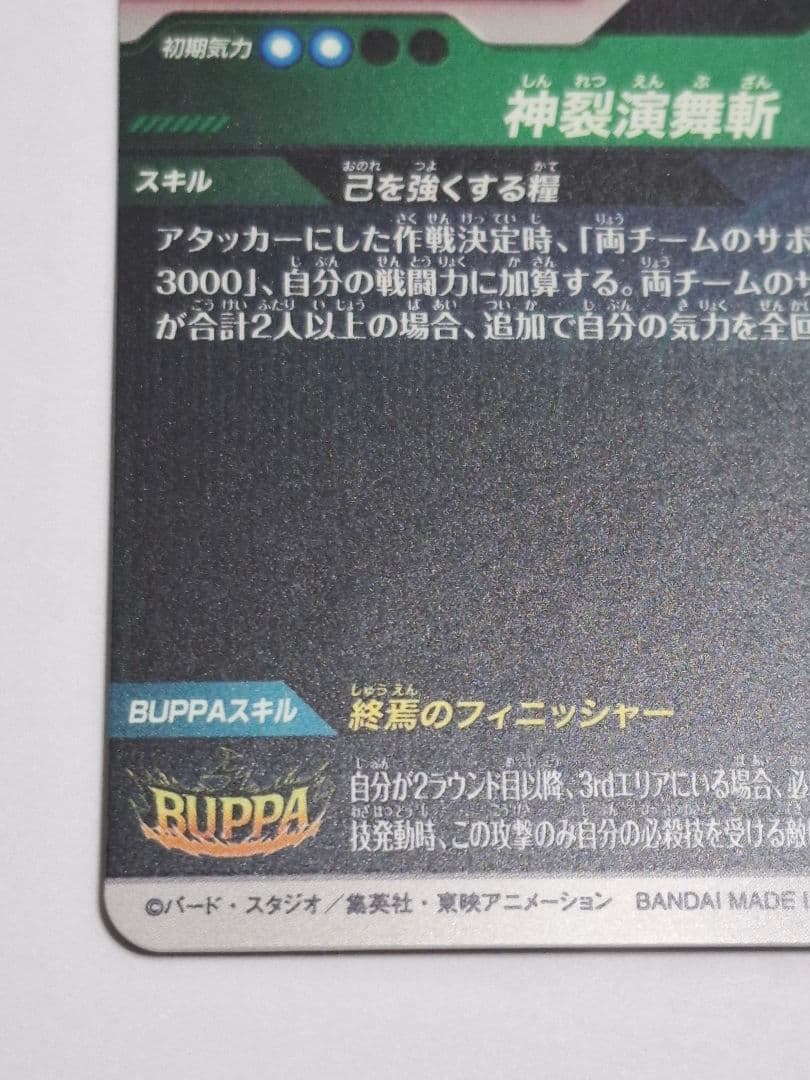 初期気力
しん れつ えん ぶ ざん
神裂演舞斬
スキル
おのれ つよ かて
己を強くする糧
さくせんけっていじ りょう
アタッカーにした作戦決定時、「両チームのサポ
じぶん せんとうりょく かさん りょう
3000」、自分の戦闘力に加算する。両チームのサ
ごうけいふたりいじょう ばあい ついか じぶん きりょく ぜんか
が合計2人以上の場合、追加で自分の気力を全回
BUPPAスキル
しゅうえん
終焉のフィニッシャー
BUPPA
自分が2ラウンド目以降、3rdエリアにいる場合、必
技発動時、この攻撃のみ自分の必殺技を受ける敵
©バード・スタジオ／集英社・東映アニメーション BANDAI MADE I